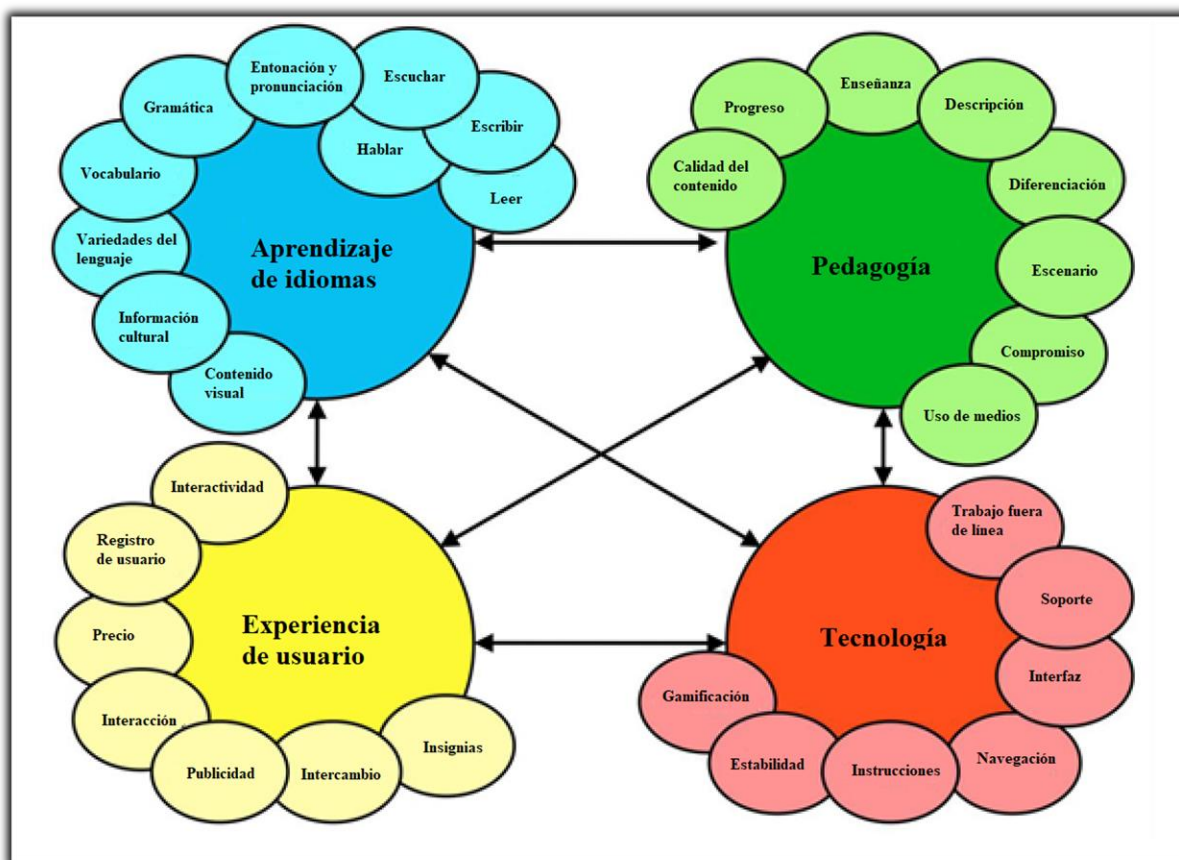 Entonación y
pronunciación
Escuchar
Gramática
Escribir
Hablar
Vocabulario
Leer
Variedades del
lenguaje
Aprendizaje
de idiomas
Información
cultural
Contenido
visual
Enseñanza
Progreso
Descripción
Calidad del
contenido
Diferenciación
Pedagogía
Escenario
Compromiso
Uso de medios
Interactividad
Registro
de usuario
Precio
Experiencia
de usuario
Interacción
Insignias
Publicidad
Intercambio
Trabajo fuera
de línea
Soporte
Tecnología
Interfaz
Gamificación
Navegación
Estabilidad
Instrucciones